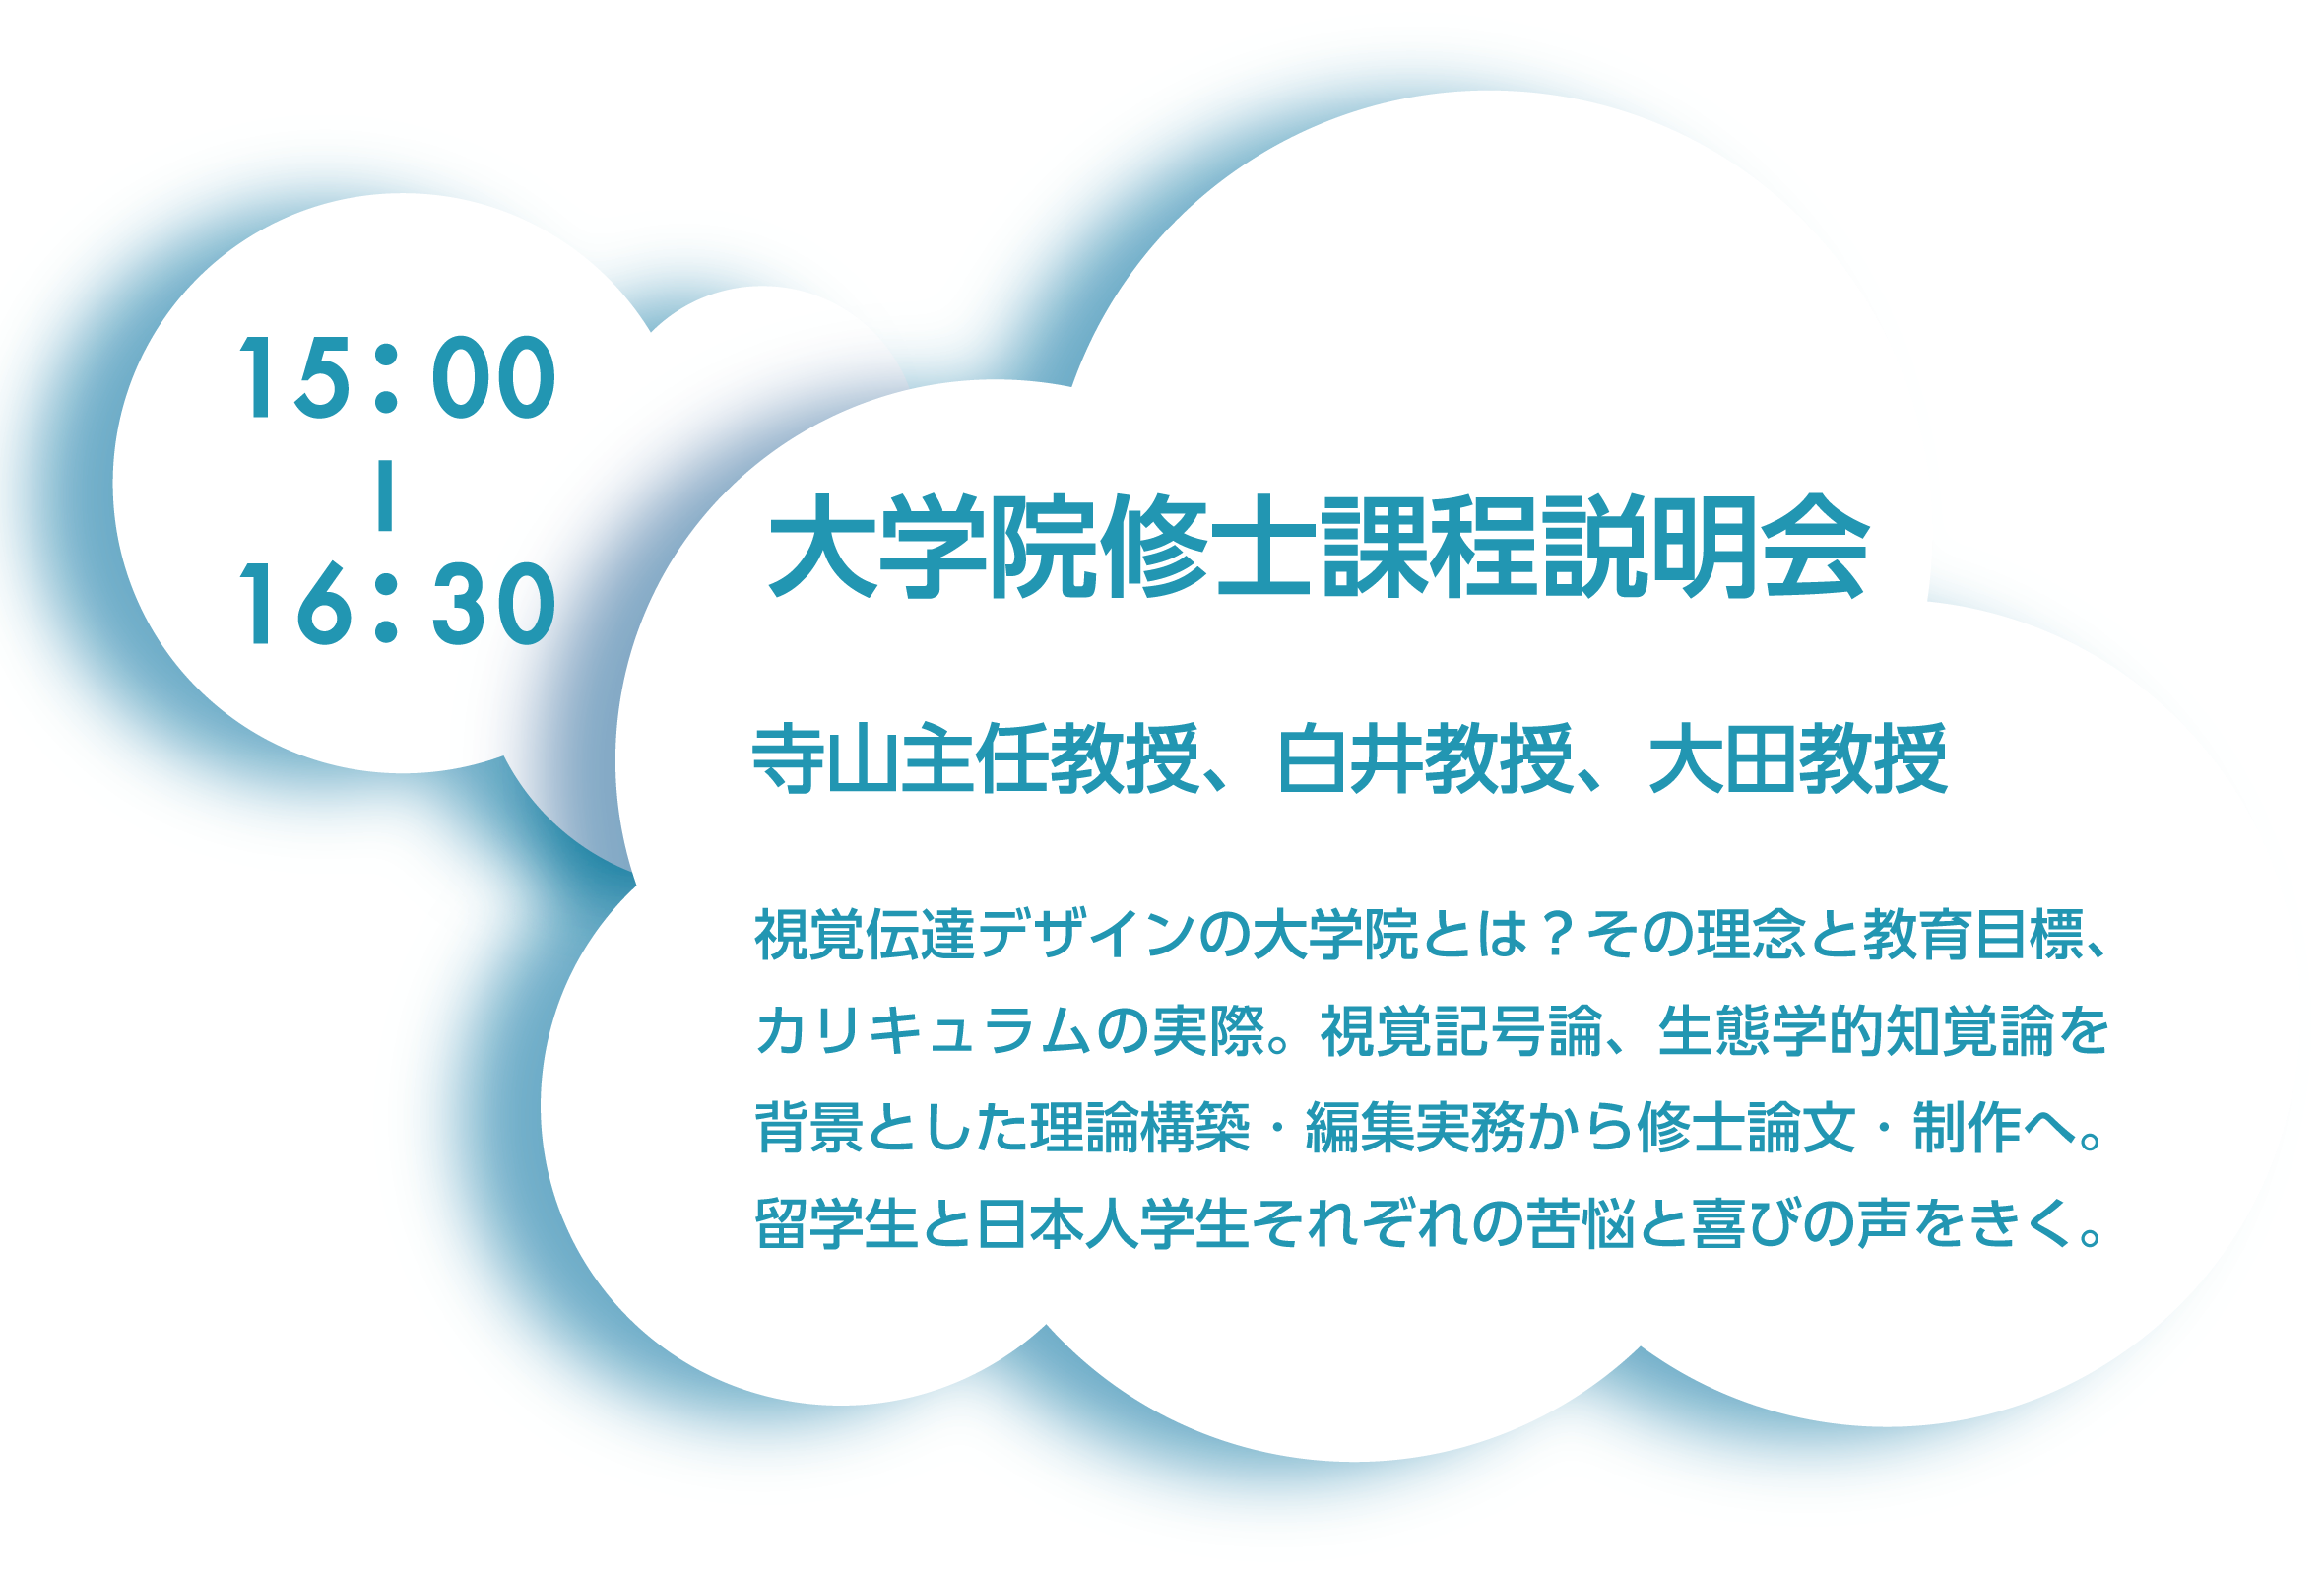 15:00
|
16:30
大学院修士課程説明会
寺山主任教授、白井教授、大田教授
視覚伝達デザインの大学院とは？その理念と教育目標、
カリキュラムの実際。視覚記号論、生態学的知覚論を
背景とした理論構築・編集実務から修士論文・制作へ。
留学生と日本人学生それぞれの苦悩と喜びの声をきく。